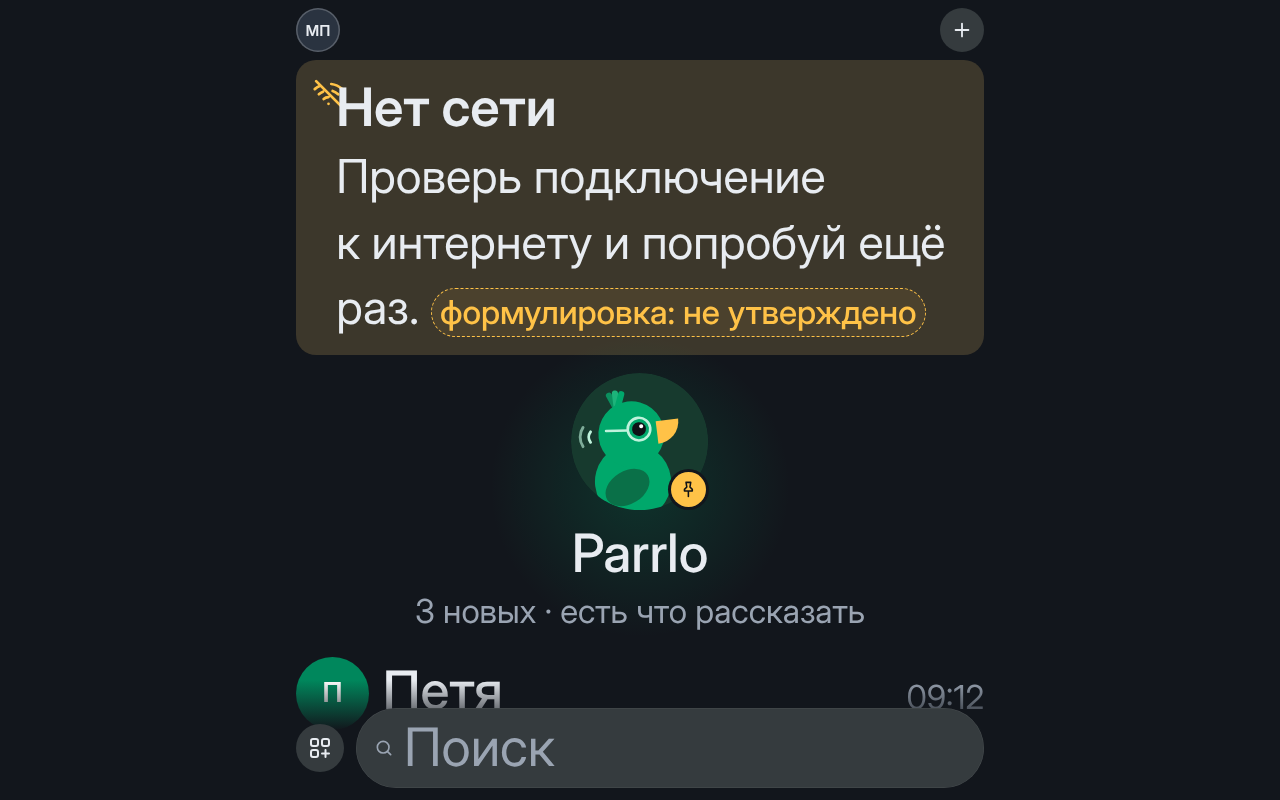 МП
Нет сети
Проверь подключение
к интернету и попробуй ещё
раз. формулировка: не утверждено
Parrlo
3 новых · есть что рассказать
П Петя 09:12
Поиск